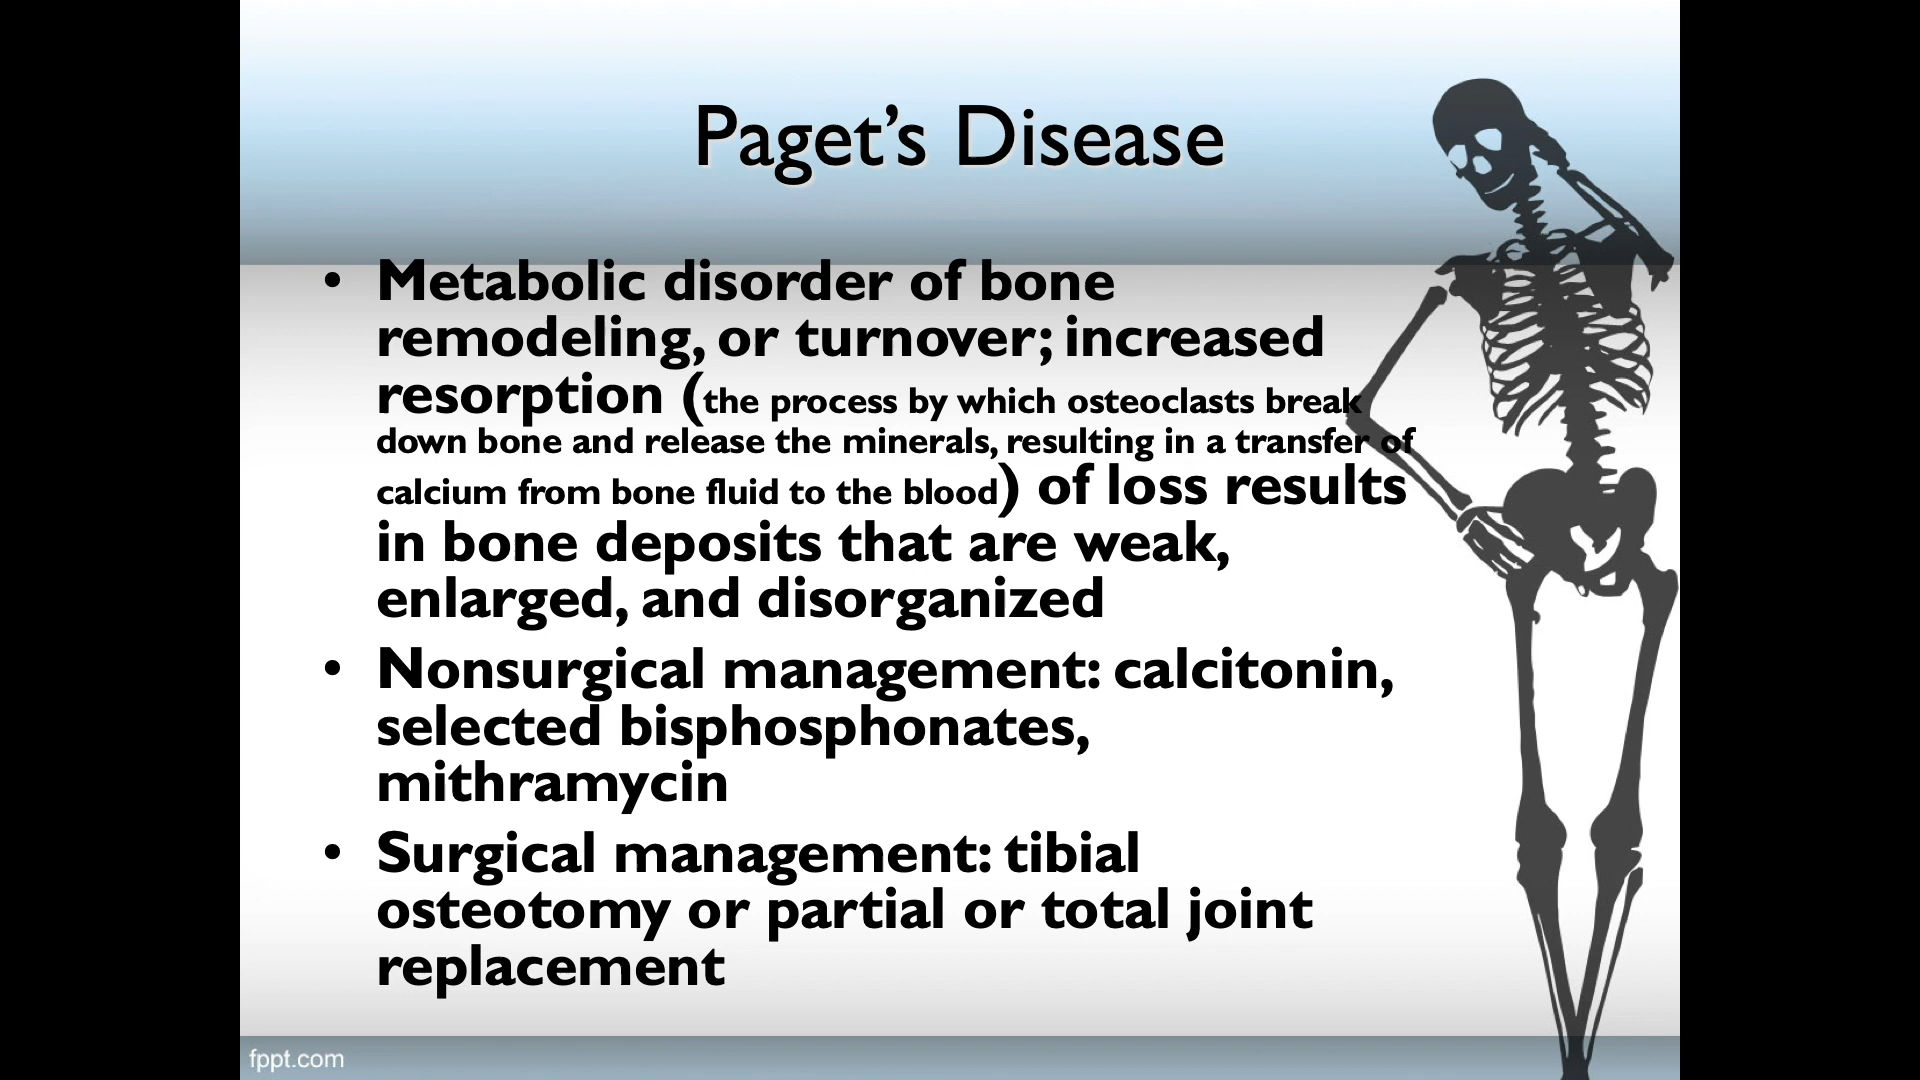 Paget’s Disease
• Metabolic disorder of bone
remodeling, or turnover; increased
resorption (the process by which osteoclasts break
down bone and release the minerals, resulting in a transfer of
calcium from bone fluid to the blood) of loss results
in bone deposits that are weak,
enlarged, and disorganized
• Nonsurgical management: calcitonin,
selected bisphosphonates,
mithramycin
• Surgical management: tibial
osteotomy or partial or total joint
replacement
fppt.com